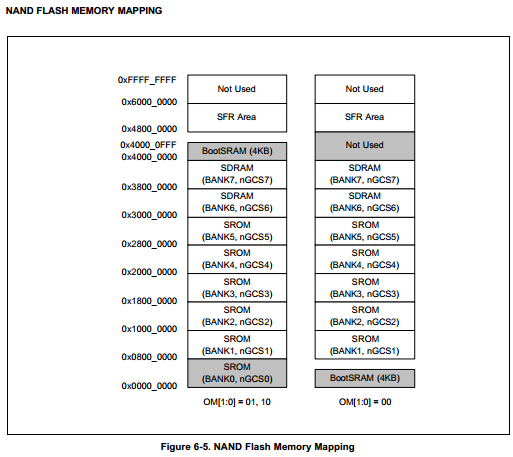 NAND FLASH MEMORY MAPPING
0xFFFF_FFFF
Not Used
Not Used
0x6000_0000
SFR Area
SFR Area
0x4800_0000
0x4000_0FFF
BootSRAM (4KB)
Not Used
0x4000_0000
SDRAM
(BANK7, nGCS7)
SDRAM
(BANK7, nGCS7)
0x3800_0000
SDRAM
(BANK6, nGCS6)
SDRAM
(BANK6, nGCS6)
0x3000_0000
SROM
(BANK5, nGCS5)
SROM
(BANK5, nGCS5)
0x2800_0000
SROM
(BANK4, nGCS4)
SROM
(BANK4, nGCS4)
0x2000_0000
SROM
(BANK3, nGCS3)
SROM
(BANK3, nGCS3)
0x1800_0000
SROM
(BANK2, nGCS2)
SROM
(BANK2, nGCS2)
0x1000_0000
SROM
(BANK1, nGCS1)
SROM
(BANK1, nGCS1)
0x0800_0000
SROM
(BANK0, nGCS0)
BootSRAM (4KB)
0x0000_0000
OM[1:0] = 01, 10
OM[1:0] = 00
Figure 6-5. NAND Flash Memory Mapping